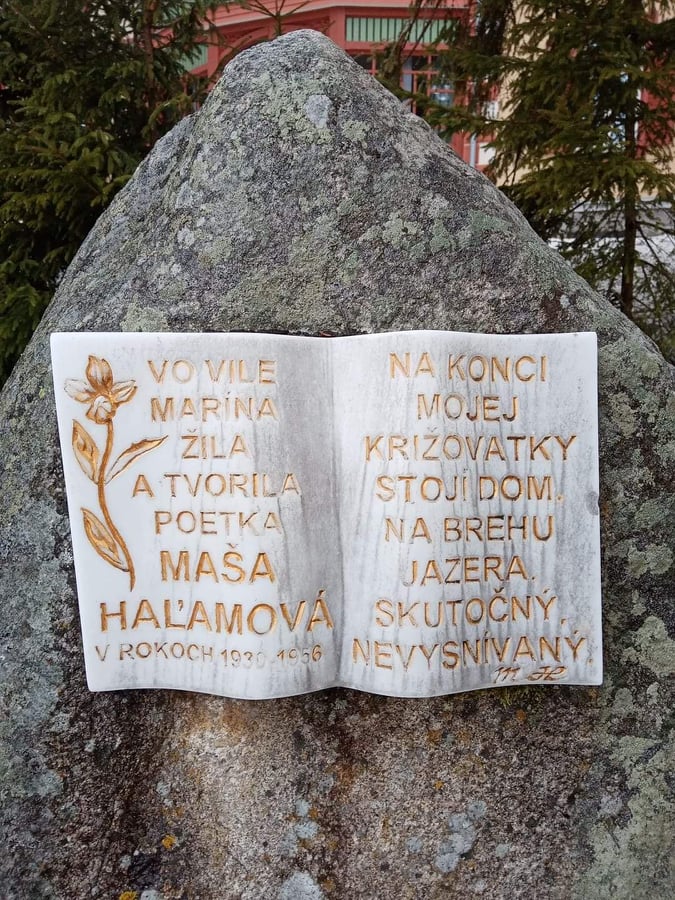 VO VILE
MARÍNA
ŽILA
A TVORILA
POETKA
MAŠA
HAĽAMOVÁ
V ROKOCH 1930-1956
NA KONCI
MOJEJ
KRIŽOVATKY
STOJÍ DOM.
NA BREHU
JAZERA.
SKUTOČNÝ,
NEVYSNÍVANÝ.
M H